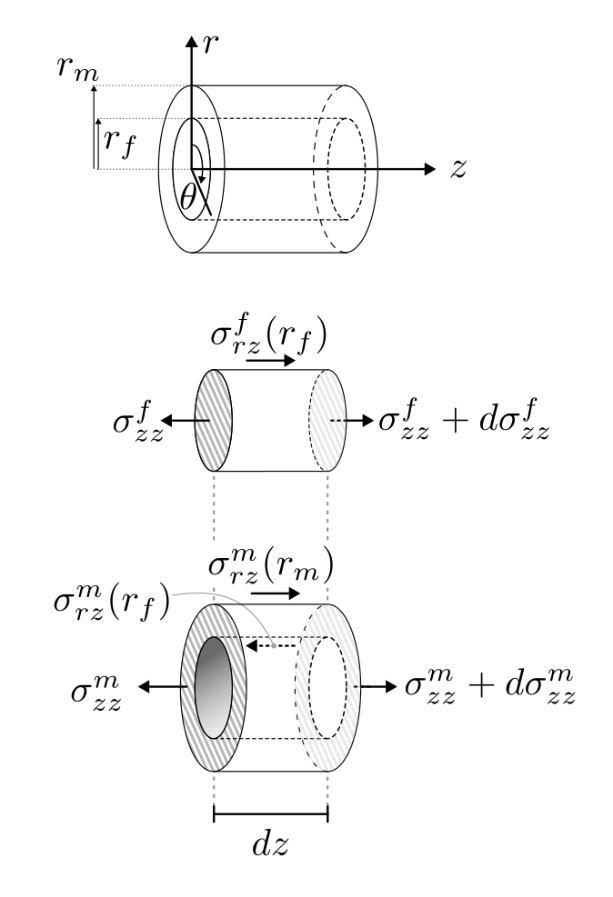 r
r_m
r_f
z
θ
σ^f_{rz}(r_f)
σ^f_{zz}
σ^f_{zz} + dσ^f_{zz}
σ^m_{rz}(r_m)
σ^m_{rz}(r_f)
σ^m_{zz}
σ^m_{zz} + dσ^m_{zz}
dz